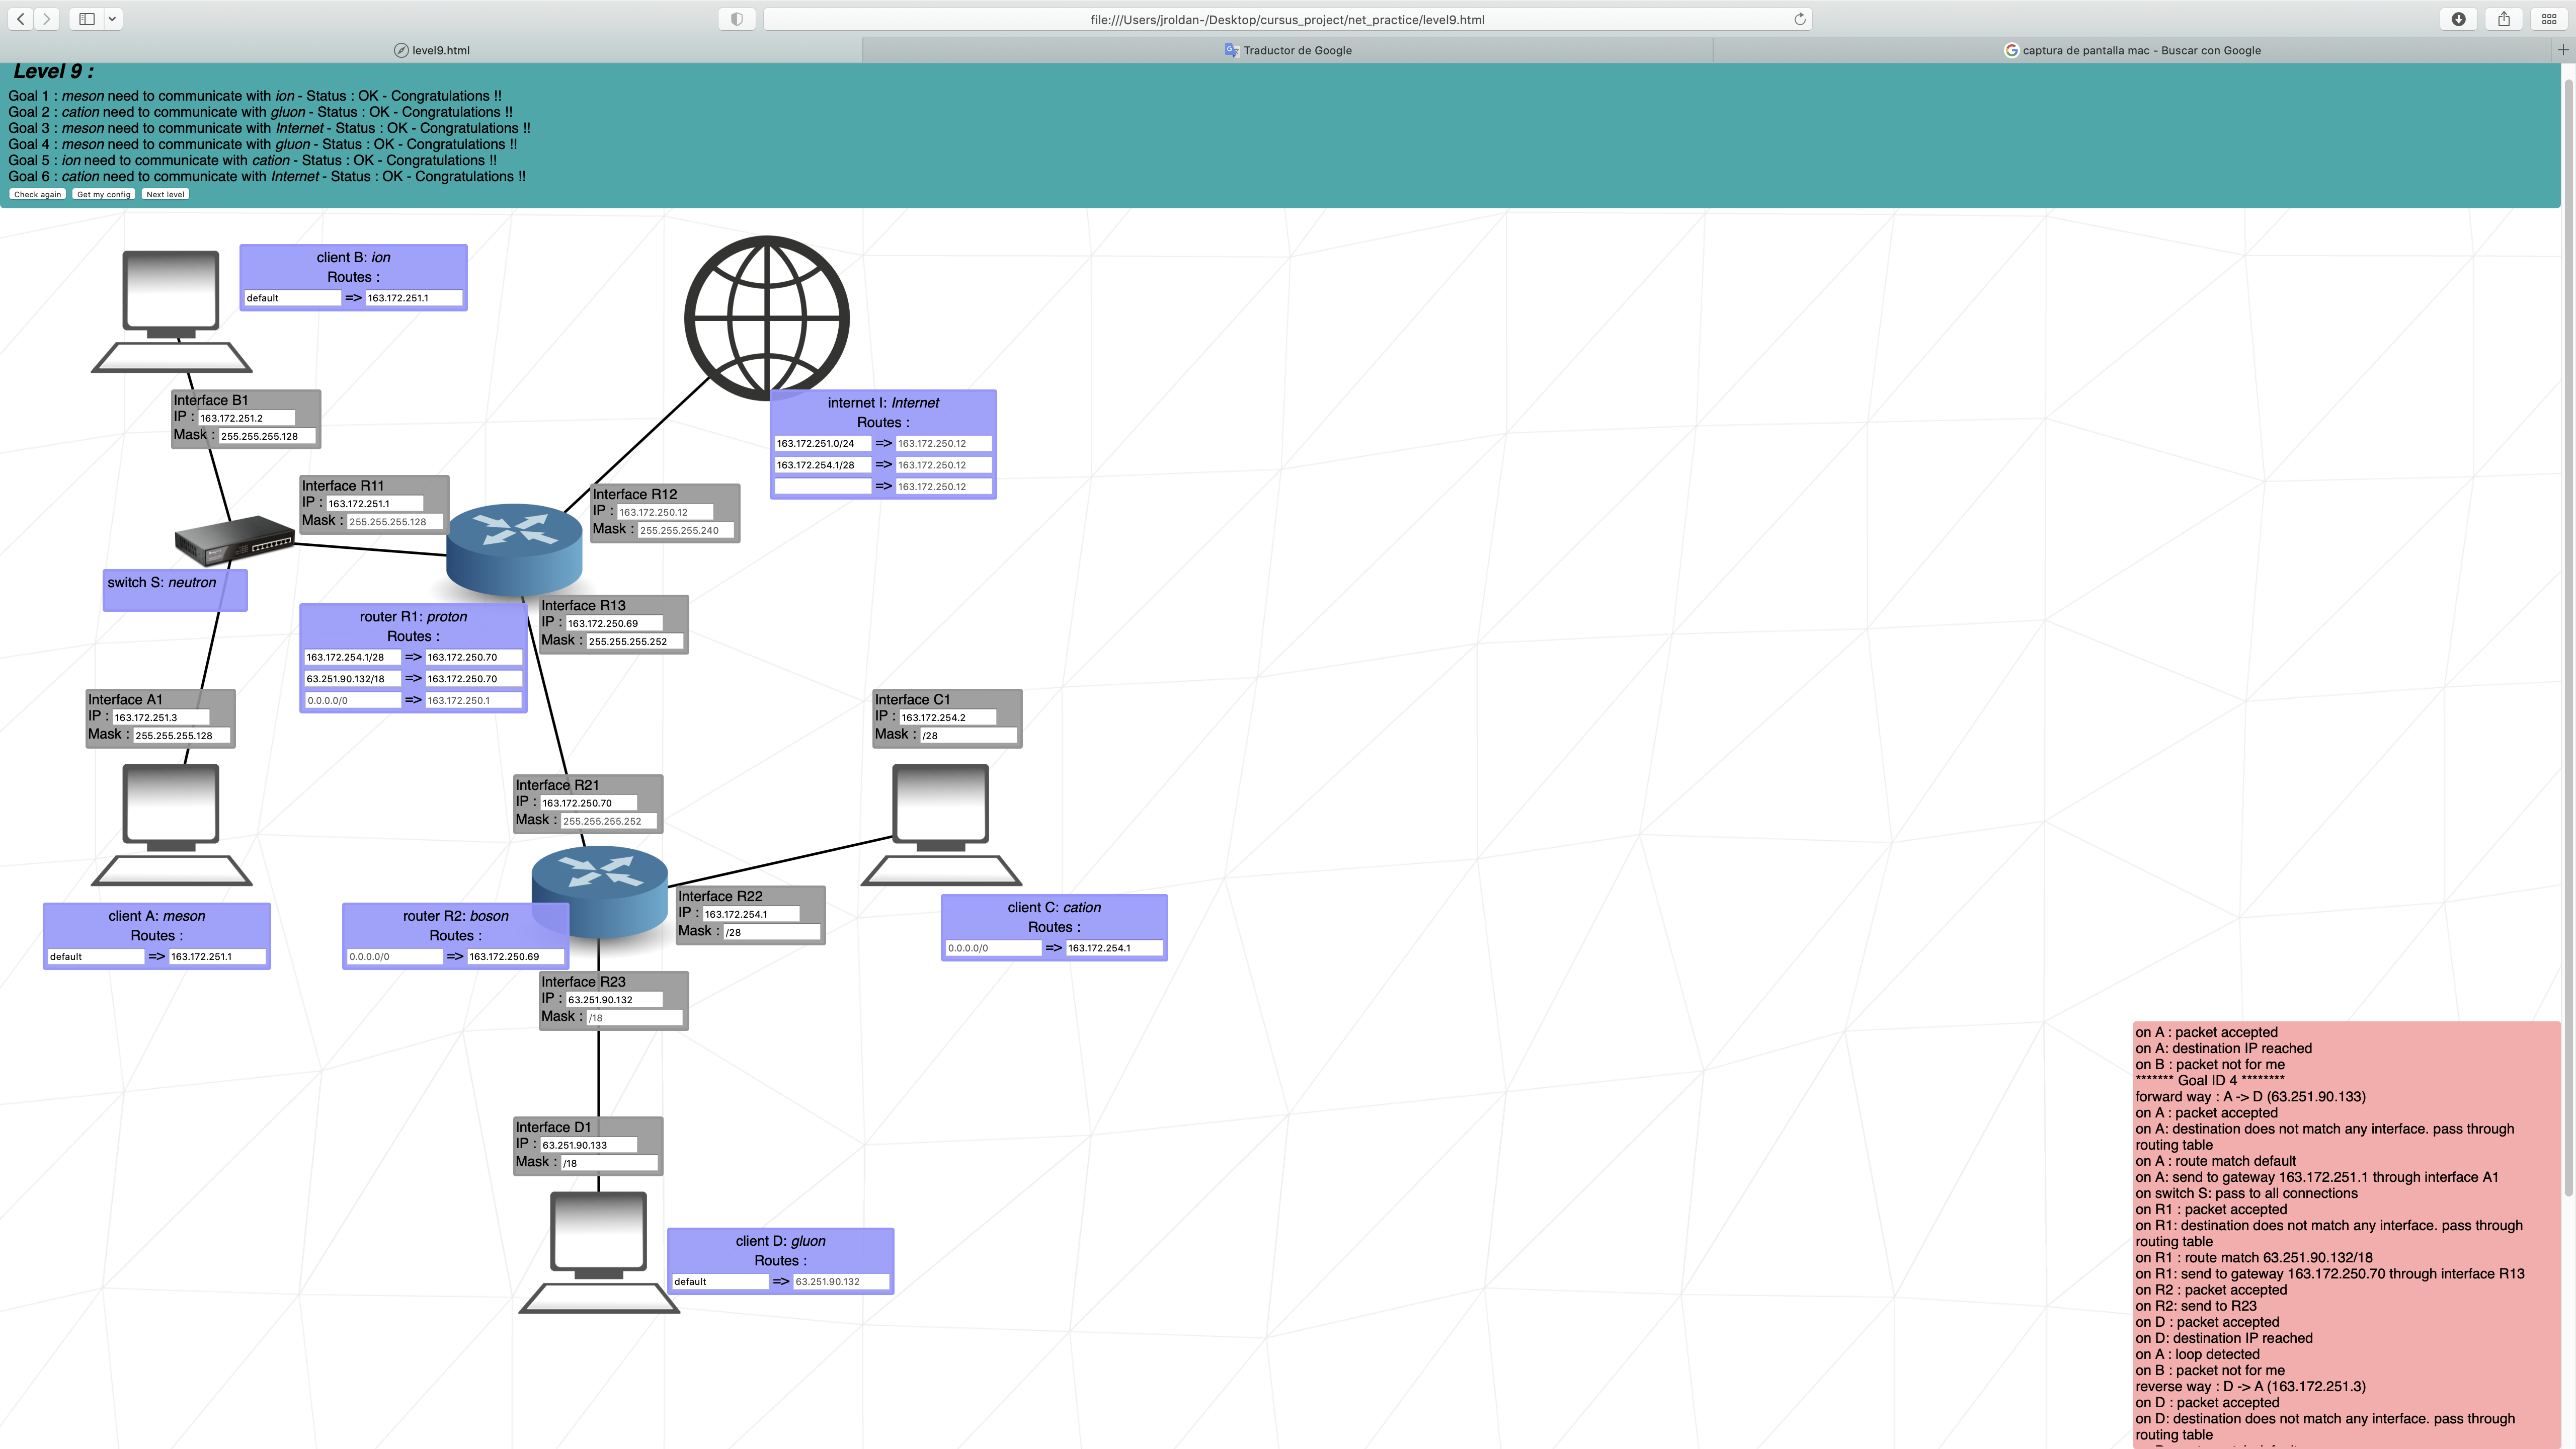 file:///Users/jroldan-/Desktop/cursus_project/net_practice/level9.html
level9.html
Traductor de Google
captura de pantalla mac - Buscar con Google
Level 9 :
Goal 1 : meson need to communicate with ion - Status : OK - Congratulations !!
Goal 2 : cation need to communicate with gluon - Status : OK - Congratulations !!
Goal 3 : meson need to communicate with Internet - Status : OK - Congratulations !!
Goal 4 : meson need to communicate with gluon - Status : OK - Congratulations !!
Goal 5 : ion need to communicate with cation - Status : OK - Congratulations !!
Goal 6 : cation need to communicate with Internet - Status : OK - Congratulations !!
Check again Get my config Next level
client B: ion
Routes :
default => 163.172.251.1
Interface B1
IP : 163.172.251.2
Mask : 255.255.255.128
internet I: Internet
Routes :
163.172.251.0/24 => 163.172.250.12
163.172.254.1/28 => 163.172.250.12
=> 163.172.250.12
Interface R11
IP : 163.172.251.1
Mask : 255.255.255.128
Interface R12
IP : 163.172.250.12
Mask : 255.255.255.240
switch S: neutron
Interface R13
IP : 163.172.250.69
Mask : 255.255.255.252
router R1: proton
Routes :
163.172.254.1/28 => 163.172.250.70
63.251.90.132/18 => 163.172.250.70
0.0.0.0/0 => 163.172.250.1
Interface A1
IP : 163.172.251.3
Mask : 255.255.255.128
Interface C1
IP : 163.172.254.2
Mask : /28
Interface R21
IP : 163.172.250.70
Mask : 255.255.255.252
Interface R22
IP : 163.172.254.1
Mask : /28
client A: meson
Routes :
default => 163.172.251.1
router R2: boson
Routes :
0.0.0.0/0 => 163.172.250.69
client C: cation
Routes :
0.0.0.0/0 => 163.172.254.1
Interface R23
IP : 63.251.90.132
Mask : /18
Interface D1
IP : 63.251.90.133
Mask : /18
client D: gluon
Routes :
default => 63.251.90.132
on A : packet accepted
on A: destination IP reached
on B : packet not for me
******* Goal ID 4 ********
forward way : A -> D (63.251.90.133)
on A : packet accepted
on A: destination does not match any interface. pass through
routing table
on A : route match default
on A: send to gateway 163.172.251.1 through interface A1
on switch S: pass to all connections
on R1 : packet accepted
on R1: destination does not match any interface. pass through
routing table
on R1 : route match 63.251.90.132/18
on R1: send to gateway 163.172.250.70 through interface R13
on R2 : packet accepted
on R2: send to R23
on D : packet accepted
on D: destination IP reached
on A : loop detected
on B : packet not for me
reverse way : D -> A (163.172.251.3)
on D : packet accepted
on D: destination does not match any interface. pass through
routing table